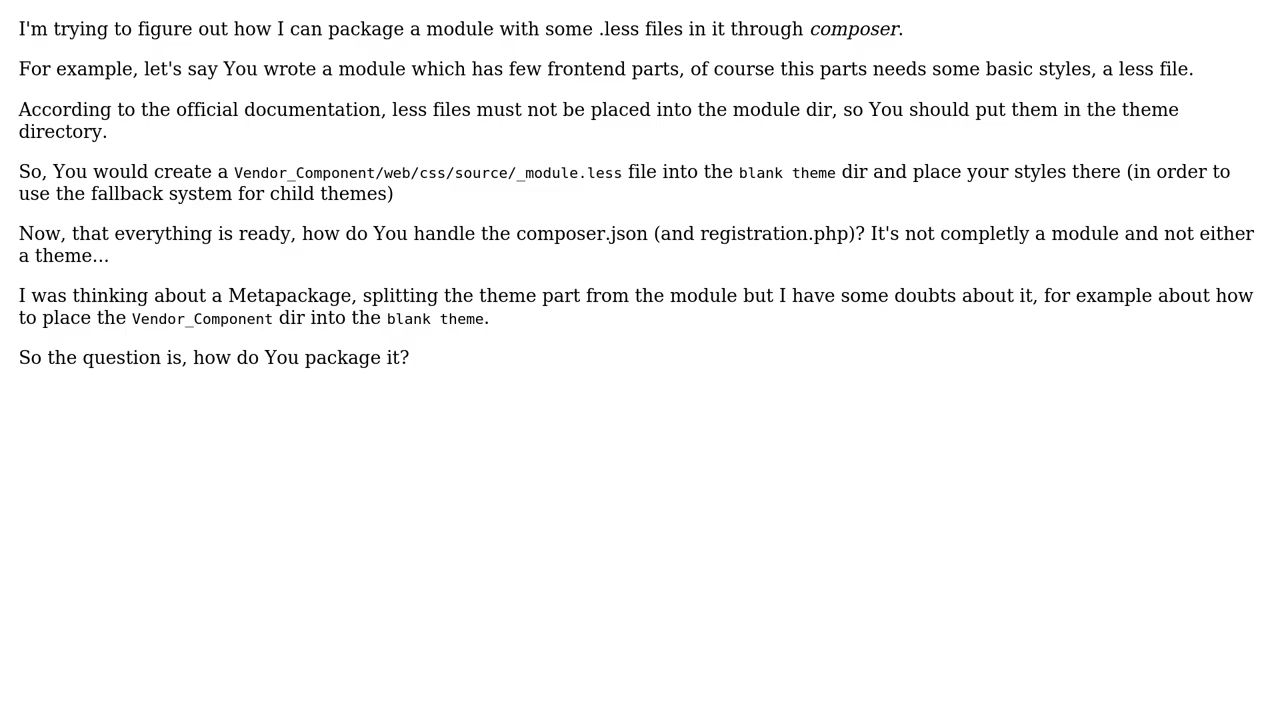 I'm trying to figure out how I can package a module with some .less files in it through composer.
For example, let's say You wrote a module which has few frontend parts, of course this parts needs some basic styles, a less file.
According to the official documentation, less files must not be placed into the module dir, so You should put them in the theme
directory.
So, You would create a Vendor_Component/web/css/source/_module.less file into the blank theme dir and place your styles there (in order to
use the fallback system for child themes)
Now, that everything is ready, how do You handle the composer.json (and registration.php)? It's not completly a module and not either
a theme...
I was thinking about a Metapackage, splitting the theme part from the module but I have some doubts about it, for example about how
to place the Vendor_Component dir into the blank theme.
So the question is, how do You package it?